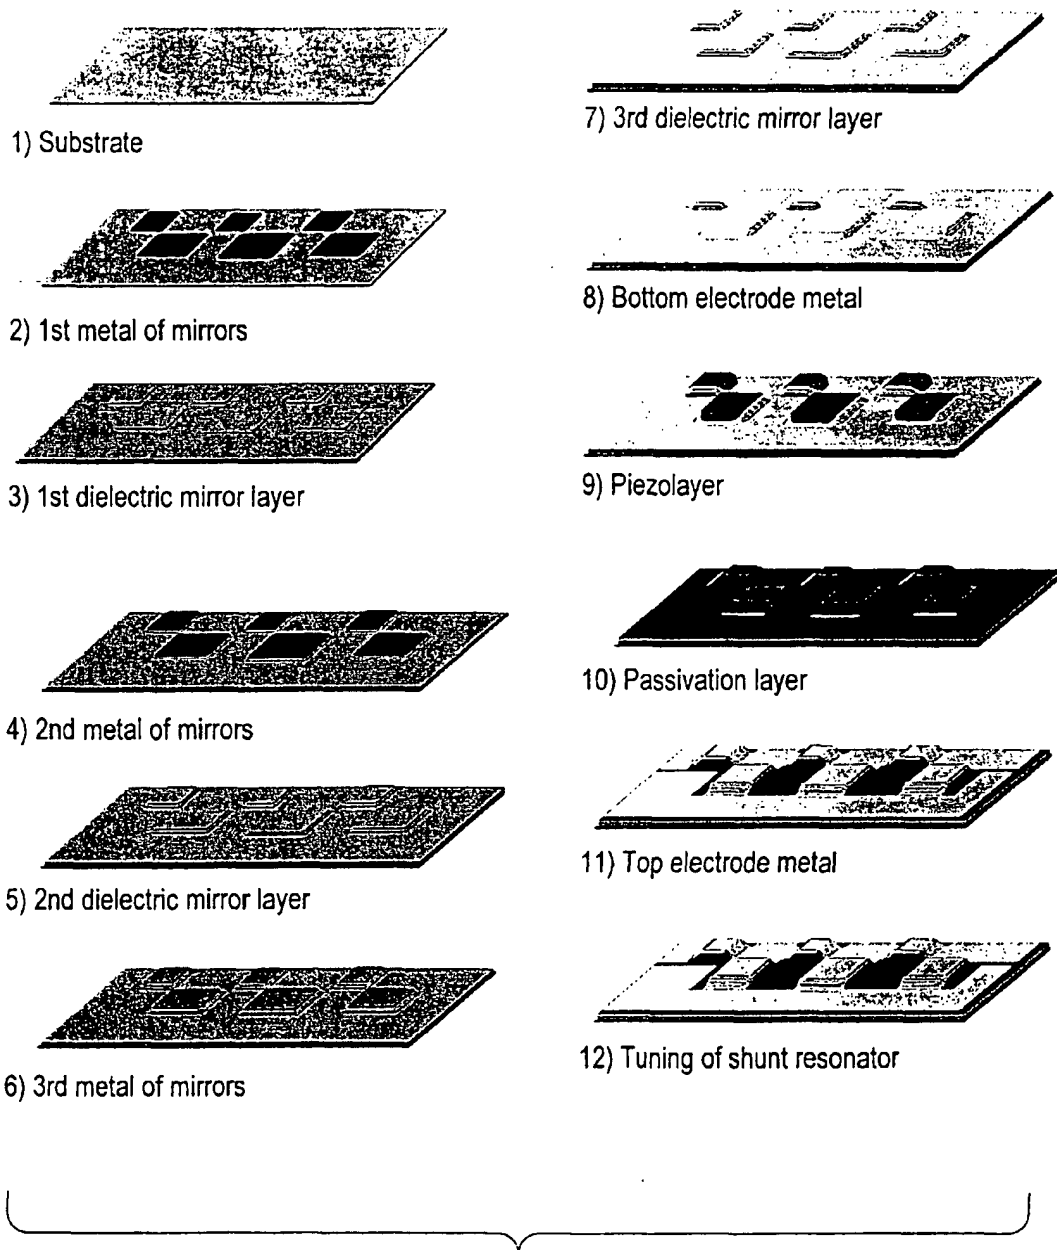 1) Substrate
2) 1st metal of mirrors
3) 1st dielectric mirror layer
4) 2nd metal of mirrors
5) 2nd dielectric mirror layer
6) 3rd metal of mirrors
7) 3rd dielectric mirror layer
8) Bottom electrode metal
9) Piezolayer
10) Passivation layer
11) Top electrode metal
12) Tuning of shunt resonator